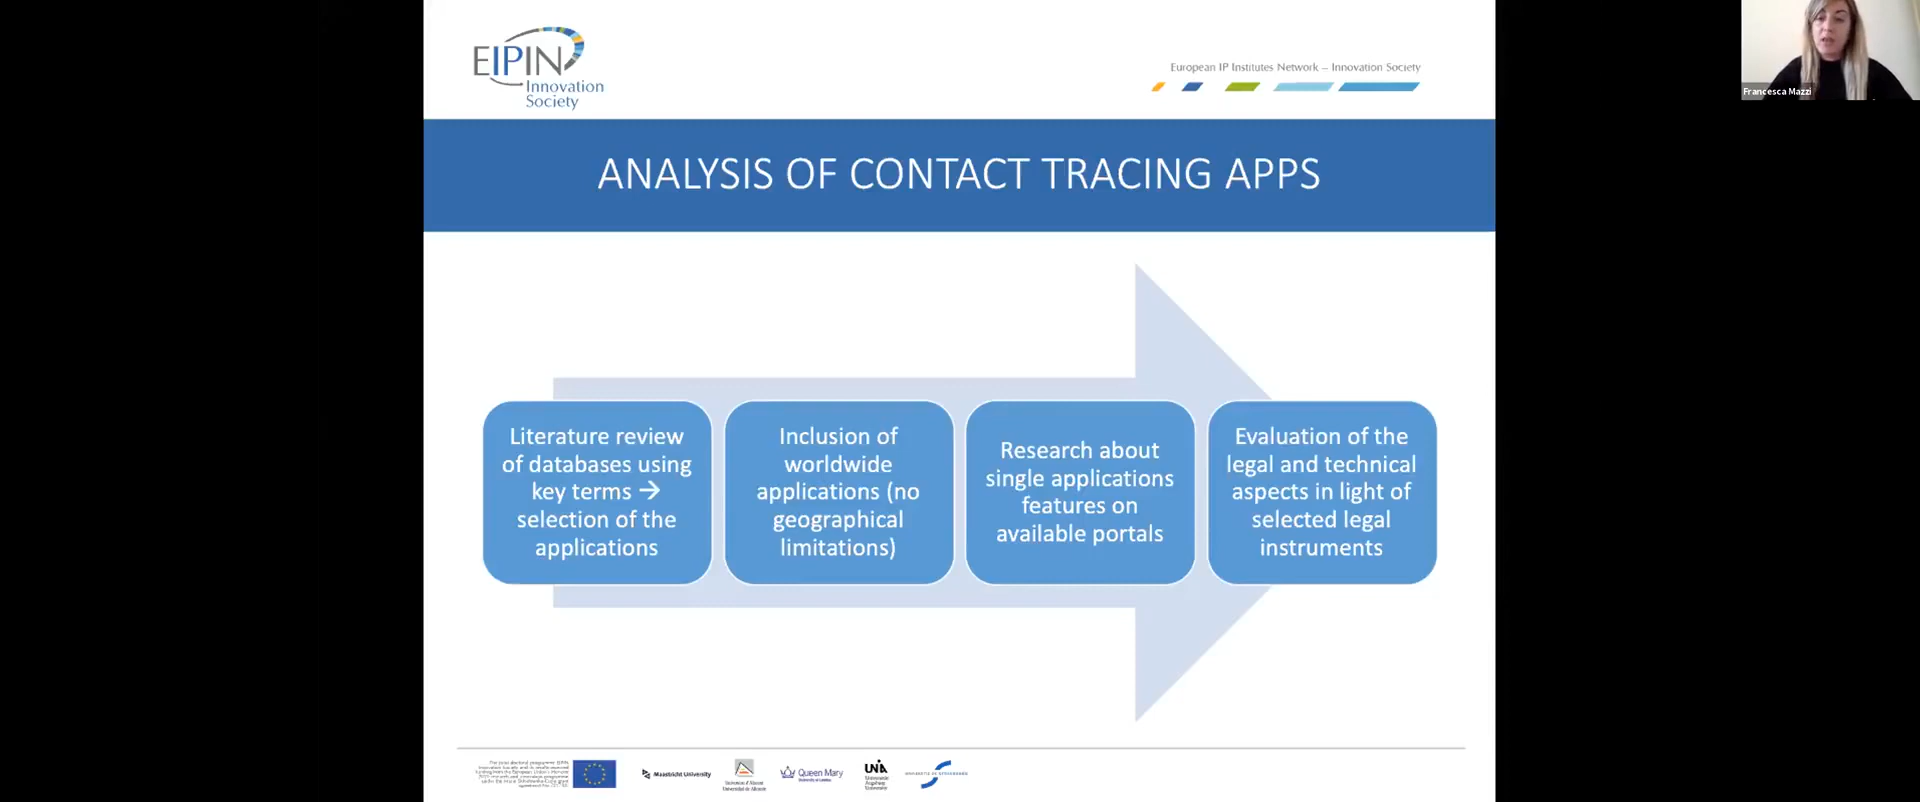 EIPIN
Innovation
Society
European IP Institutes Network – Innovation Society
Francesca Mazzi
ANALYSIS OF CONTACT TRACING APPS
Literature review
of databases using
key terms →
selection of the
applications
Inclusion of
worldwide
applications (no
geographical
limitations)
Research about
single applications
features on
available portals
Evaluation of the
legal and technical
aspects in light of
selected legal
instruments
Maastricht University
Queen Mary
UNIA